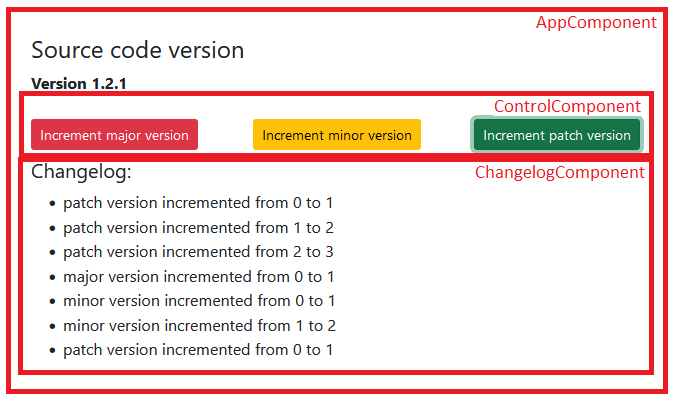 AppComponent
Source code version
Version 1.2.1
ControlComponent
Increment major version
Increment minor version
Increment patch version
Changelog:
ChangelogComponent
• patch version incremented from 0 to 1
• patch version incremented from 1 to 2
• patch version incremented from 2 to 3
• major version incremented from 0 to 1
• minor version incremented from 0 to 1
• minor version incremented from 1 to 2
• patch version incremented from 0 to 1